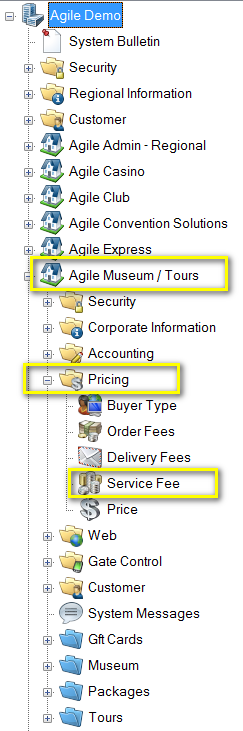 Agile Demo
System Bulletin
Security
Regional Information
Customer
Agile Admin - Regional
Agile Casino
Agile Club
Agile Convention Solutions
Agile Express
Agile Museum / Tours
Security
Corporate Information
Accounting
Pricing
Buyer Type
Order Fees
Delivery Fees
Service Fee
Price
Web
Gate Control
Customer
System Messages
Gft Cards
Museum
Packages
Tours